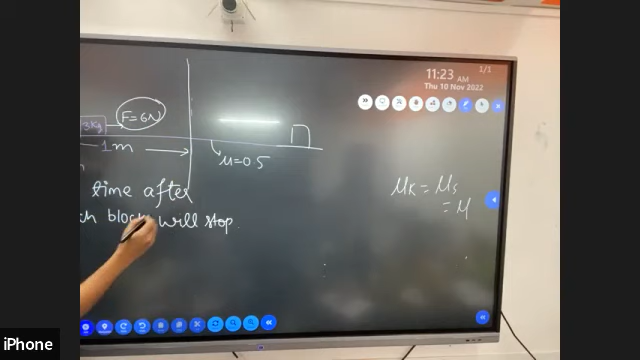 11:23 AM
1/1
Thu 10 Nov 2022
3Kg
F=6N
1m
μ=0.5
μK = μs
= μ
time after
ch block will stop.
iPhone